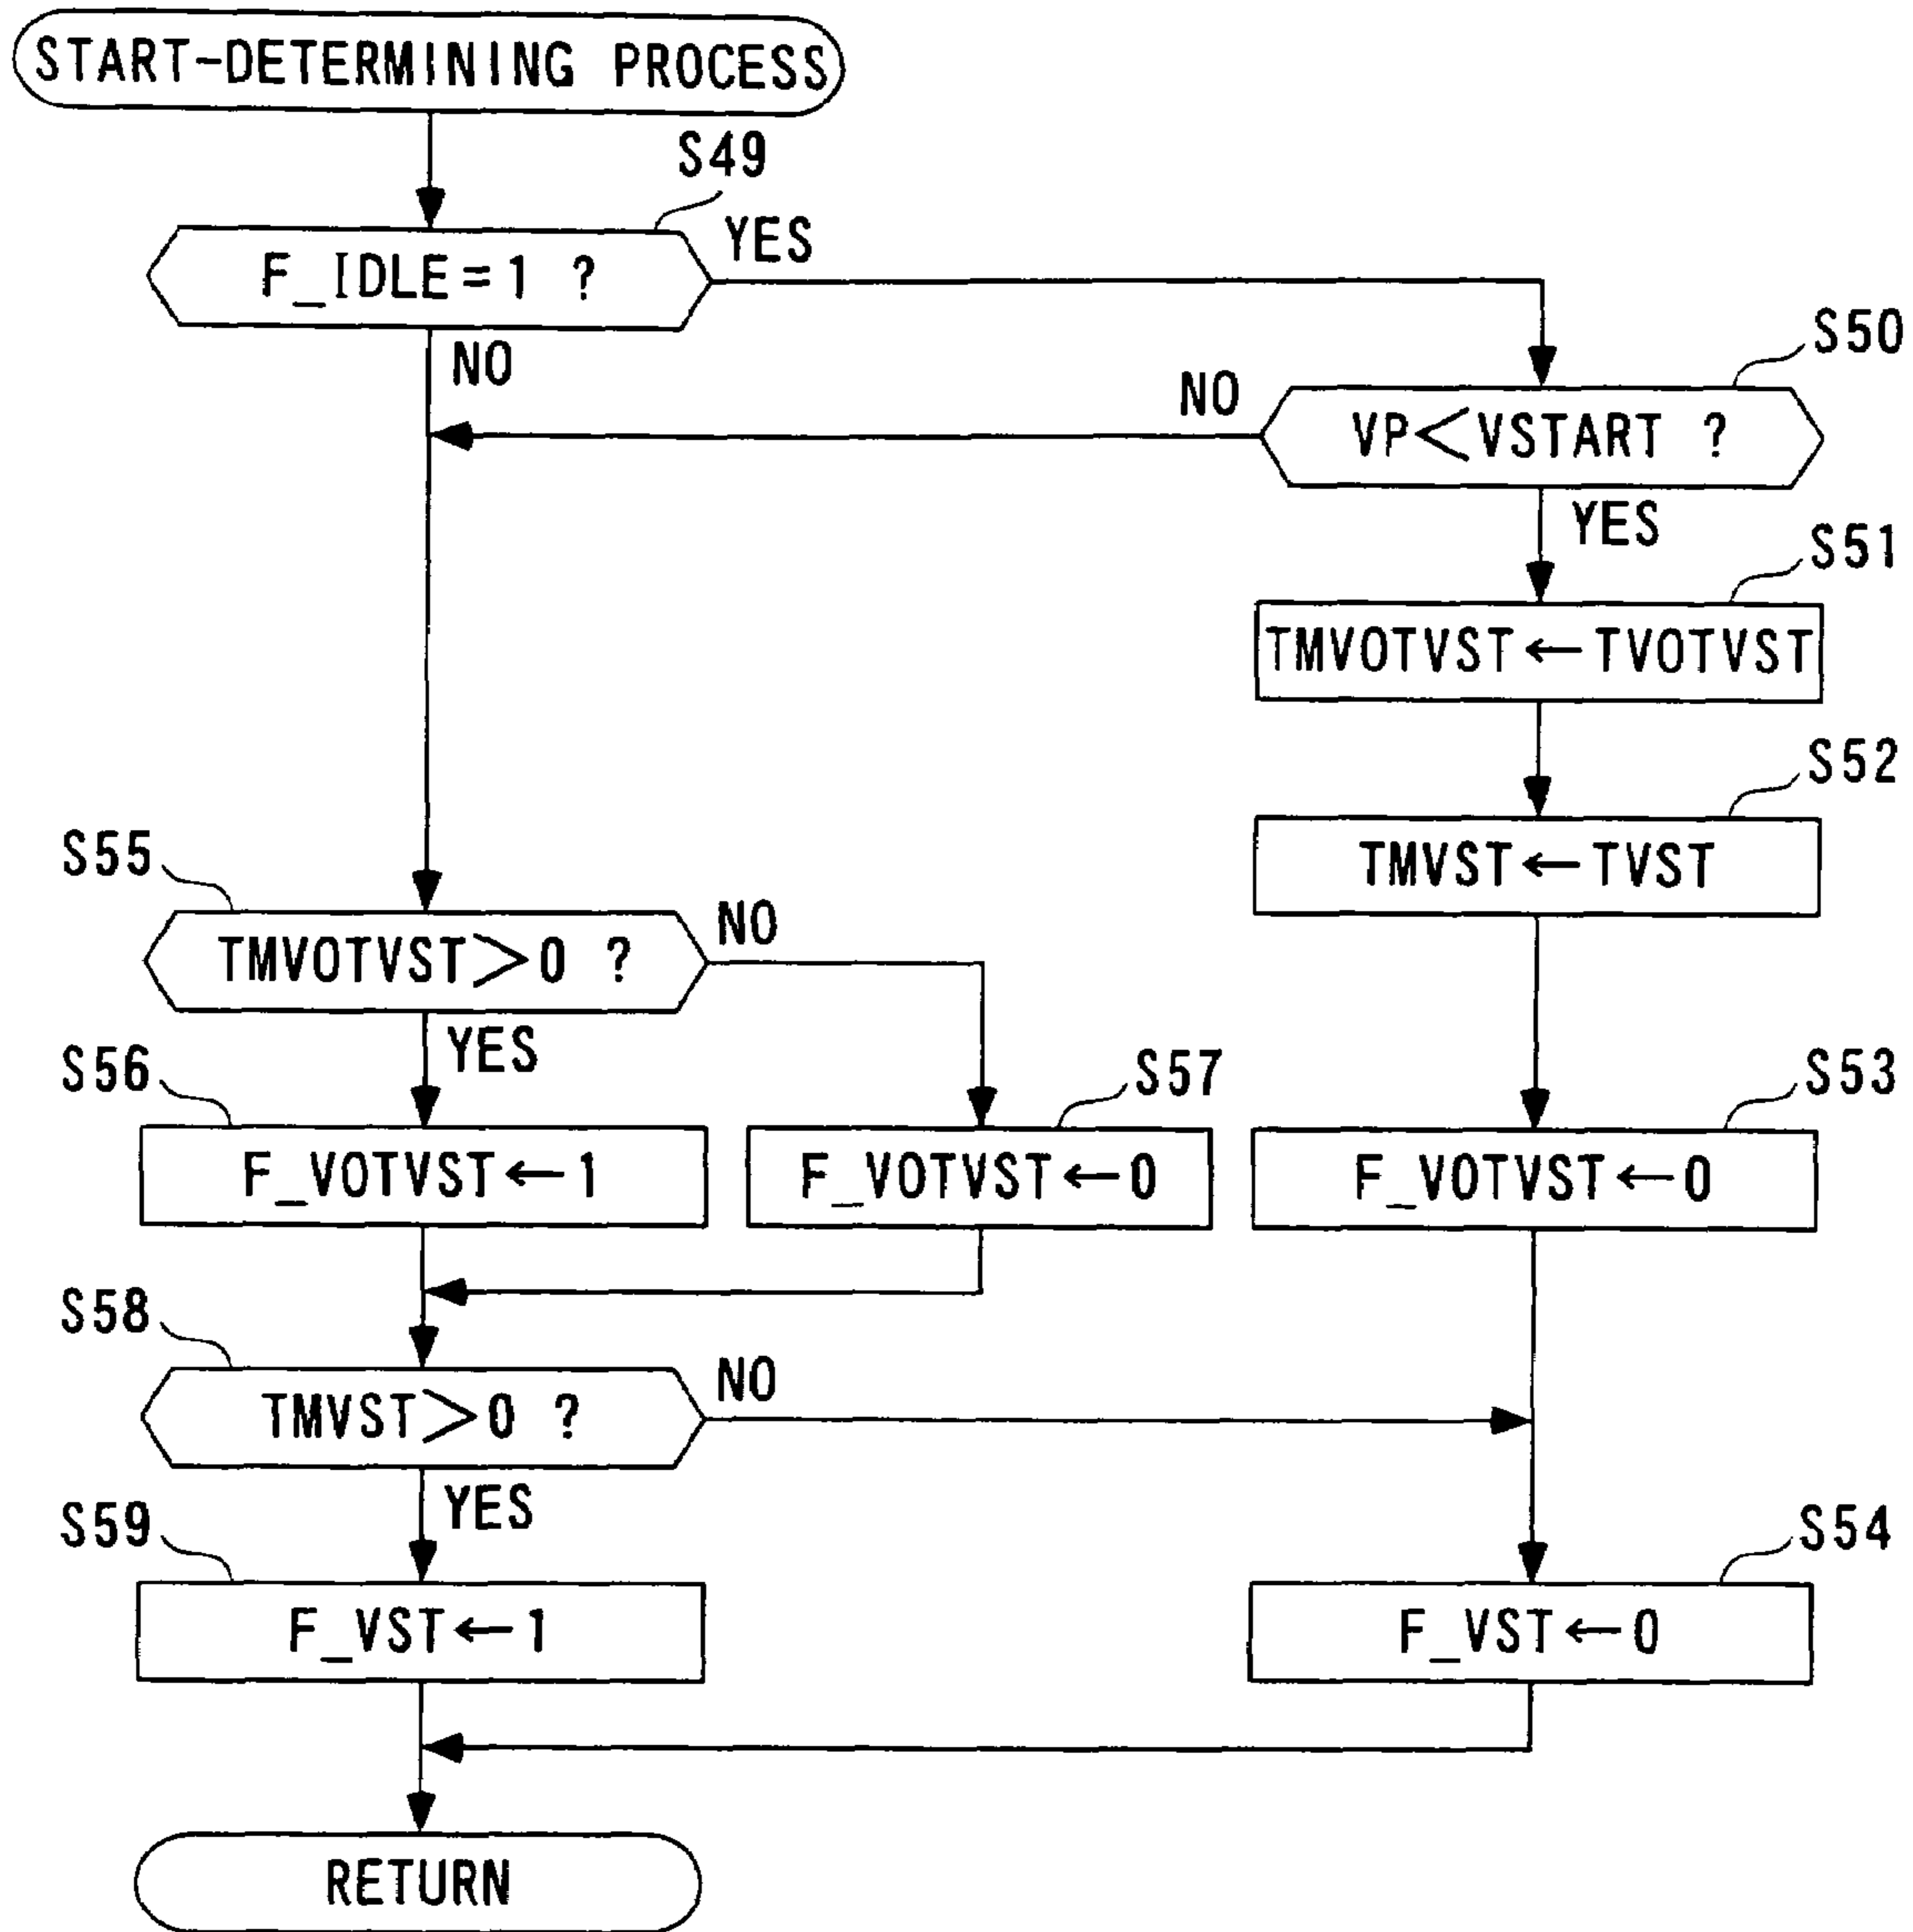 START-DETERMINING PROCESS
S49
F_IDLE=1 ?
YES
NO
S50
VP<VSTART ?
NO
YES
S51
TMVOTVST←TVOTVST
S52
TMVST←TVST
S55
TMVOTVST>0 ?
NO
YES
S56
F_VOTVST←1
S57
F_VOTVST←0
S53
F_VOTVST←0
S58
TMVST>0 ?
NO
YES
S59
F_VST←1
S54
F_VST←0
RETURN